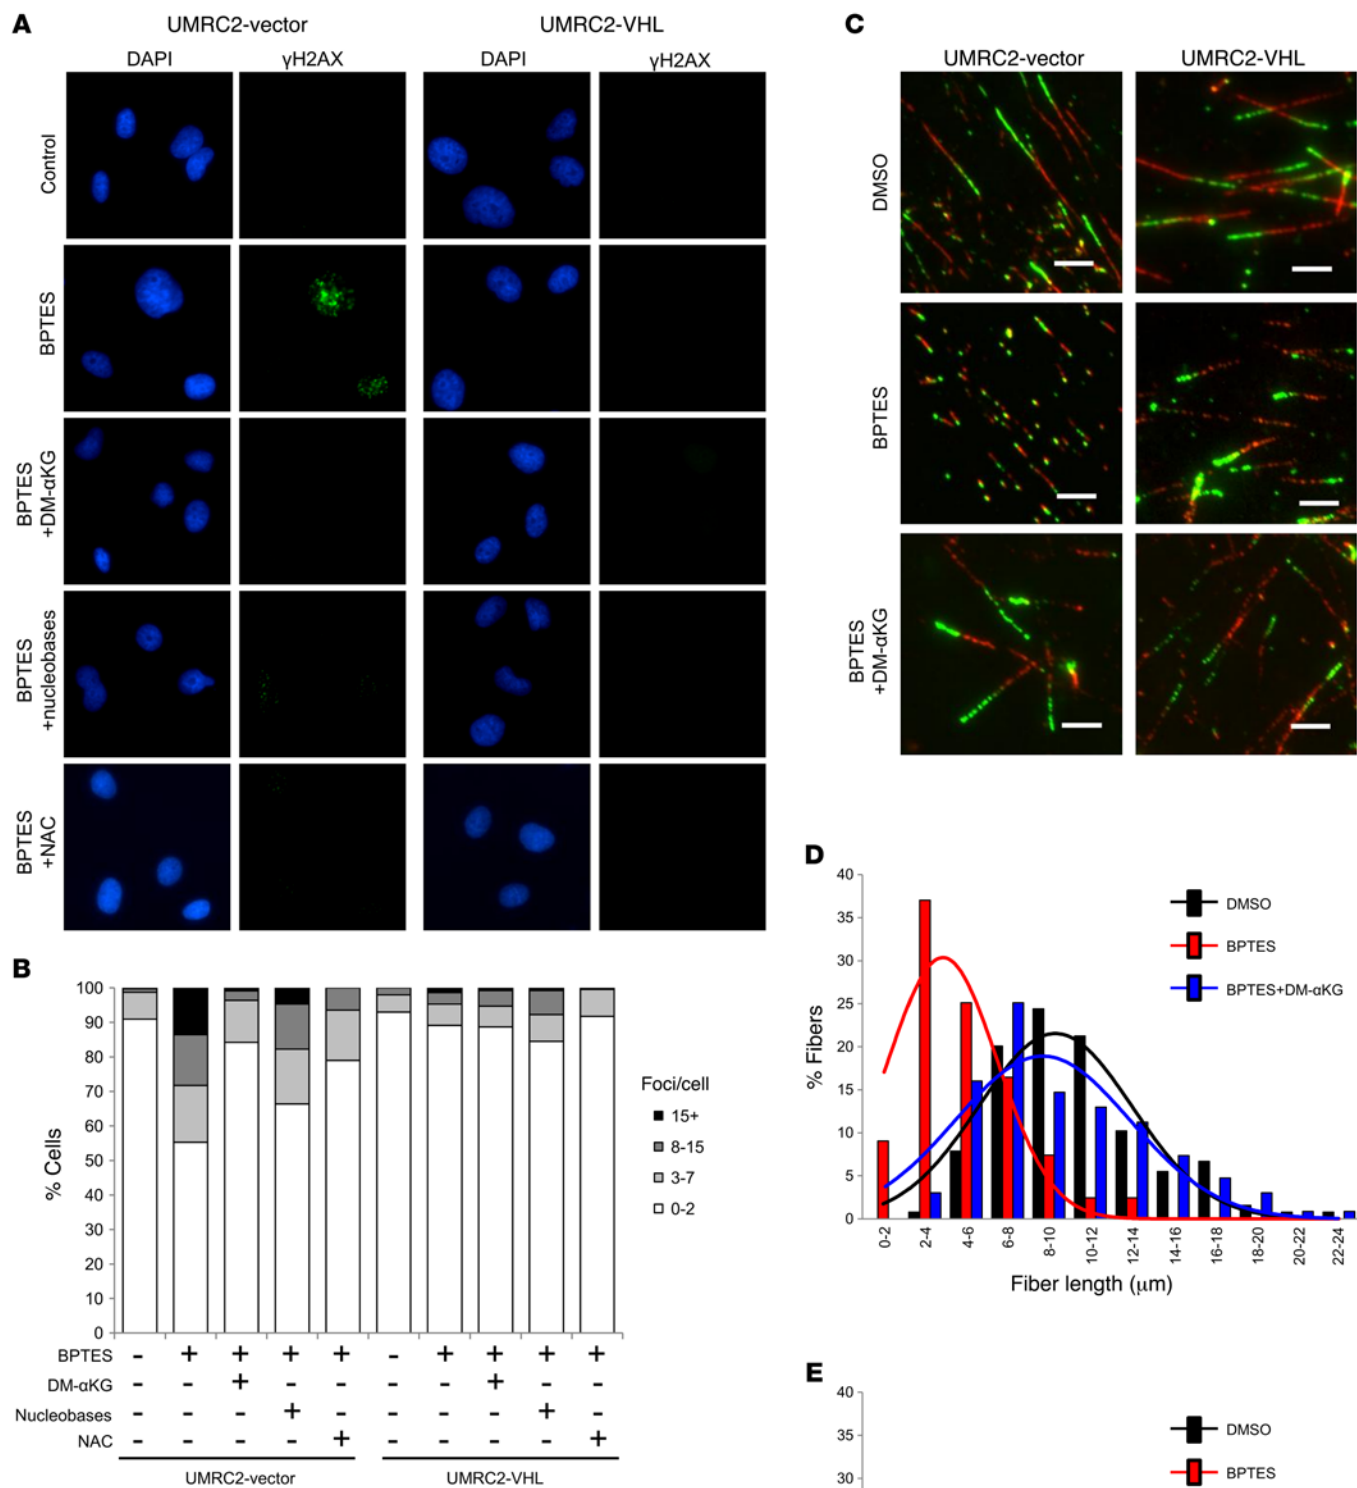 A
UMRC2-vector
UMRC2-VHL
DAPI
γH2AX
DAPI
γH2AX
Control
BPTES
BPTES
+DM-αKG
BPTES
+nucleobases
BPTES
+NAC
B
100
90
80
70
60
50
40
30
20
10
0
% Cells
Foci/cell
15+
8-15
3-7
0-2
BPTES - + + + + - + + + +
DM-αKG - - + - - - - + - -
Nucleobases - - - + - - - - + -
NAC - - - - + - - - - +
UMRC2-vector
UMRC2-VHL
C
UMRC2-vector
UMRC2-VHL
DMSO
BPTES
BPTES
+DM-αKG
D
40
35
30
25
20
15
10
5
0
% Fibers
DMSO
BPTES
BPTES+DM-αKG
0-2
2-4
4-6
6-8
8-10
10-12
12-14
14-16
16-18
18-20
20-22
22-24
Fiber length (μm)
E
40
35
30
DMSO
BPTES